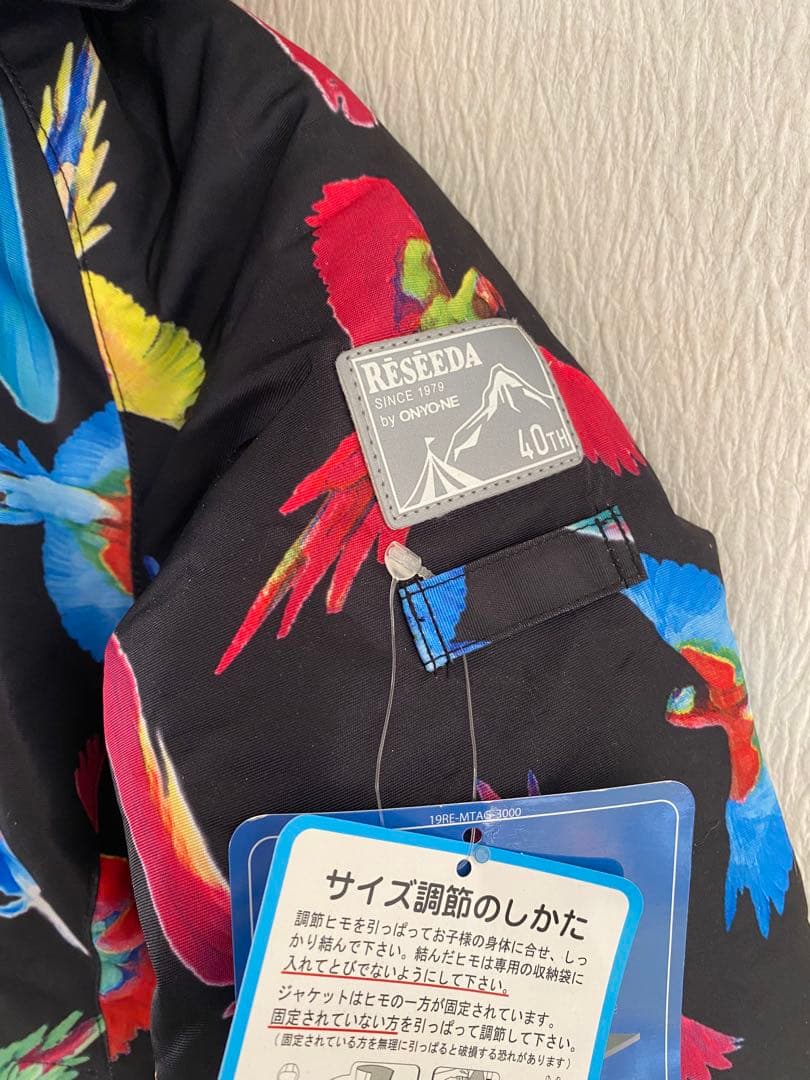 RĒSĒEDA
SINCE 1979
by ON•YO•NE
40TH
19RE-MTAG-3000
サイズ調節のしかた
調節ヒモを引っぱってお子様の身体に合せ、しっ
かり結んで下さい。結んだヒモは専用の収納袋に
入れてとびでないようにして下さい。
ジャケットはヒモの一方が固定されています。
固定されていない方を引っぱって調節して下さい。
（固定されている方を無理に引っぱると破損する恐れがあります）